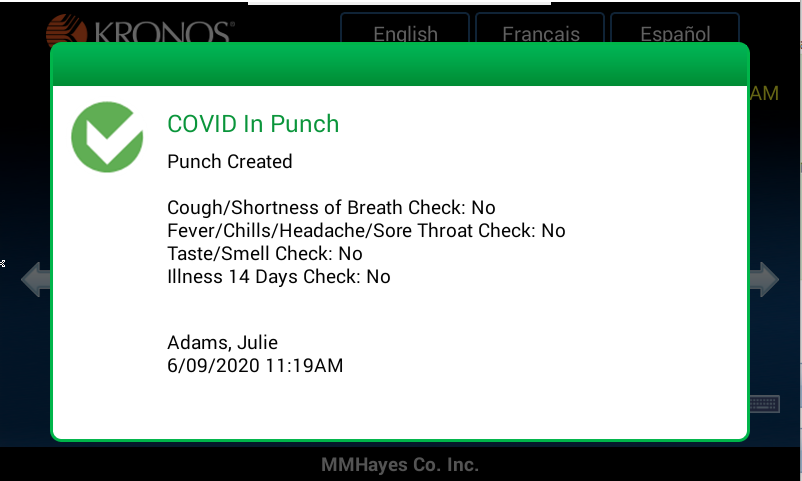 KRONOS®
English Français Español
AM
COVID In Punch
Punch Created
Cough/Shortness of Breath Check: No
Fever/Chills/Headache/Sore Throat Check: No
Taste/Smell Check: No
Illness 14 Days Check: No
Adams, Julie
6/09/2020 11:19AM
MMHayes Co. Inc.